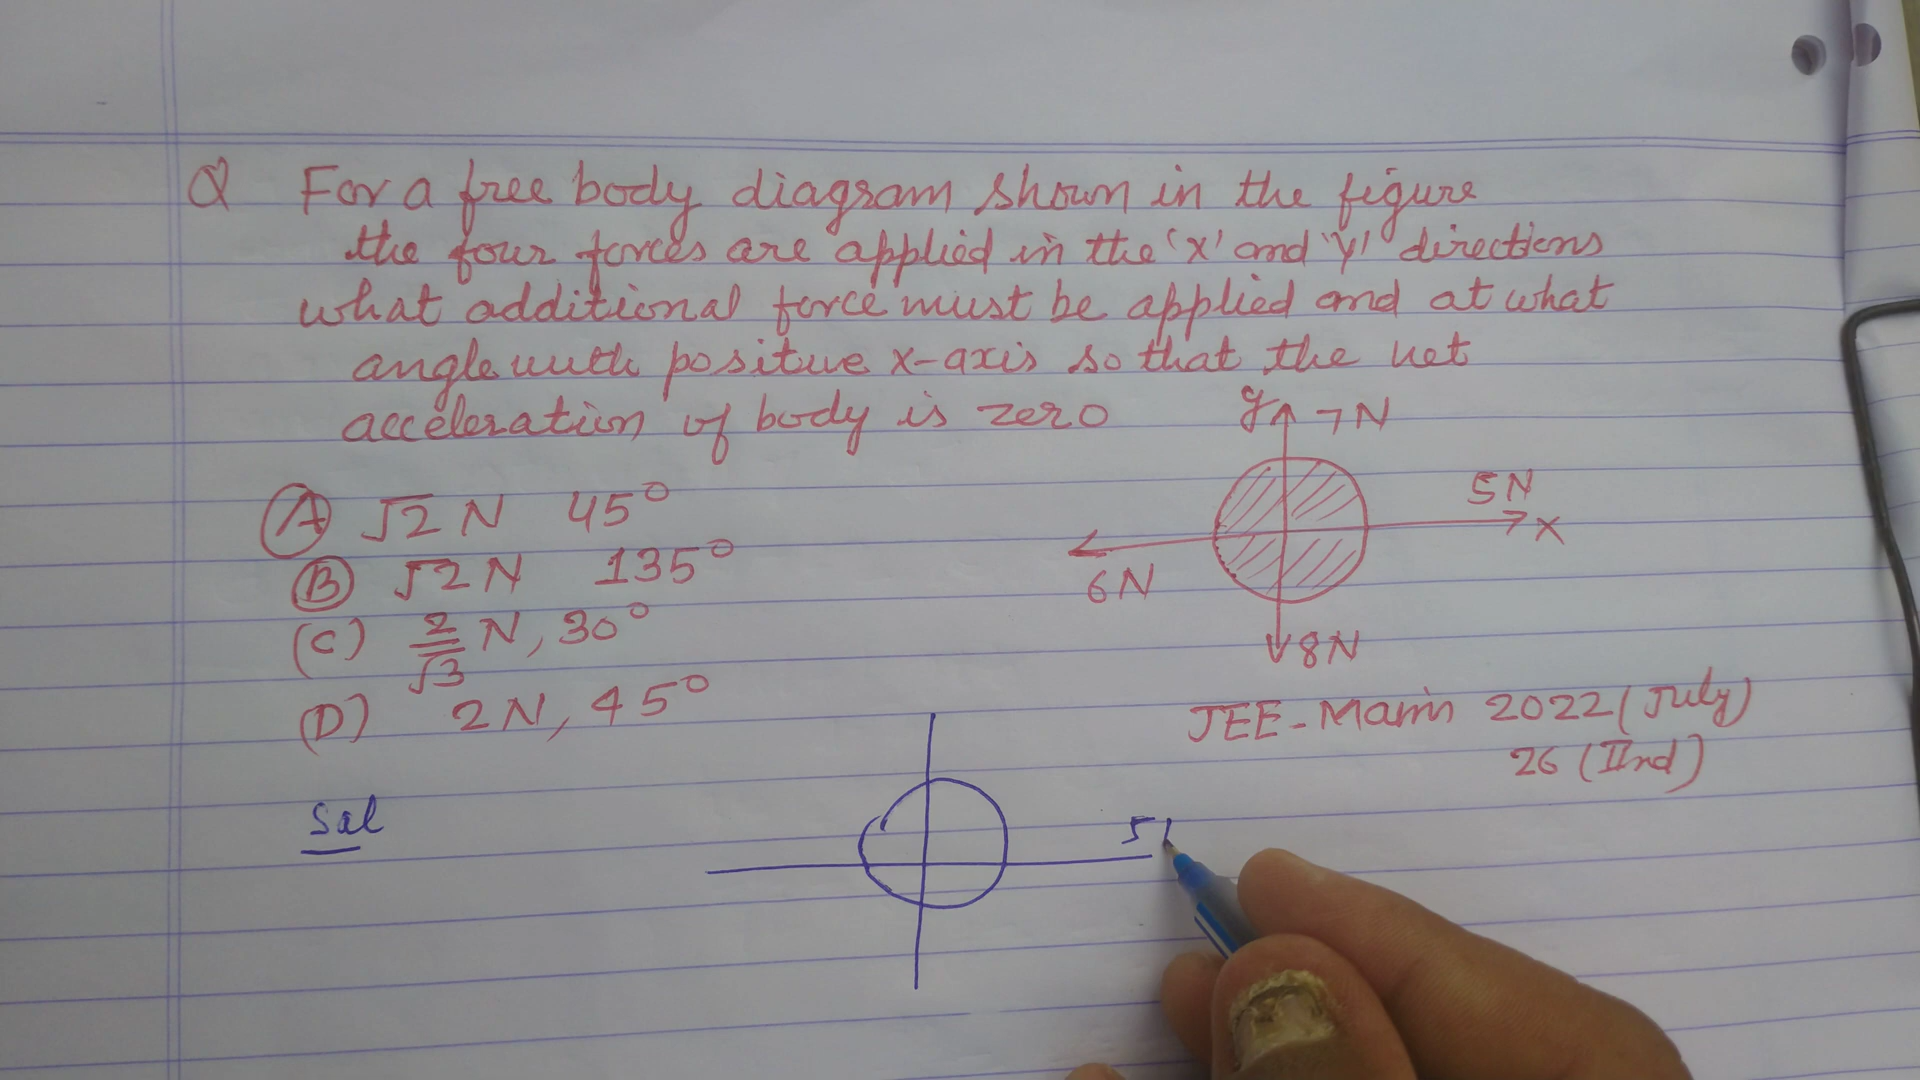 Q For a free body diagram shown in the figure
the four forces are applied in the 'x' and 'y' directions
what additional force must be applied and at what
angle with positive x-axis so that the net
acceleration of body is zero
y 7N
(A) √2 N 45°
5N
x
(B) √2 N 135°
6N
(C) 2/√3 N, 30°
8N
(D) 2N, 45°
JEE-Main 2022 (July)
26 (IInd)
Sol
5